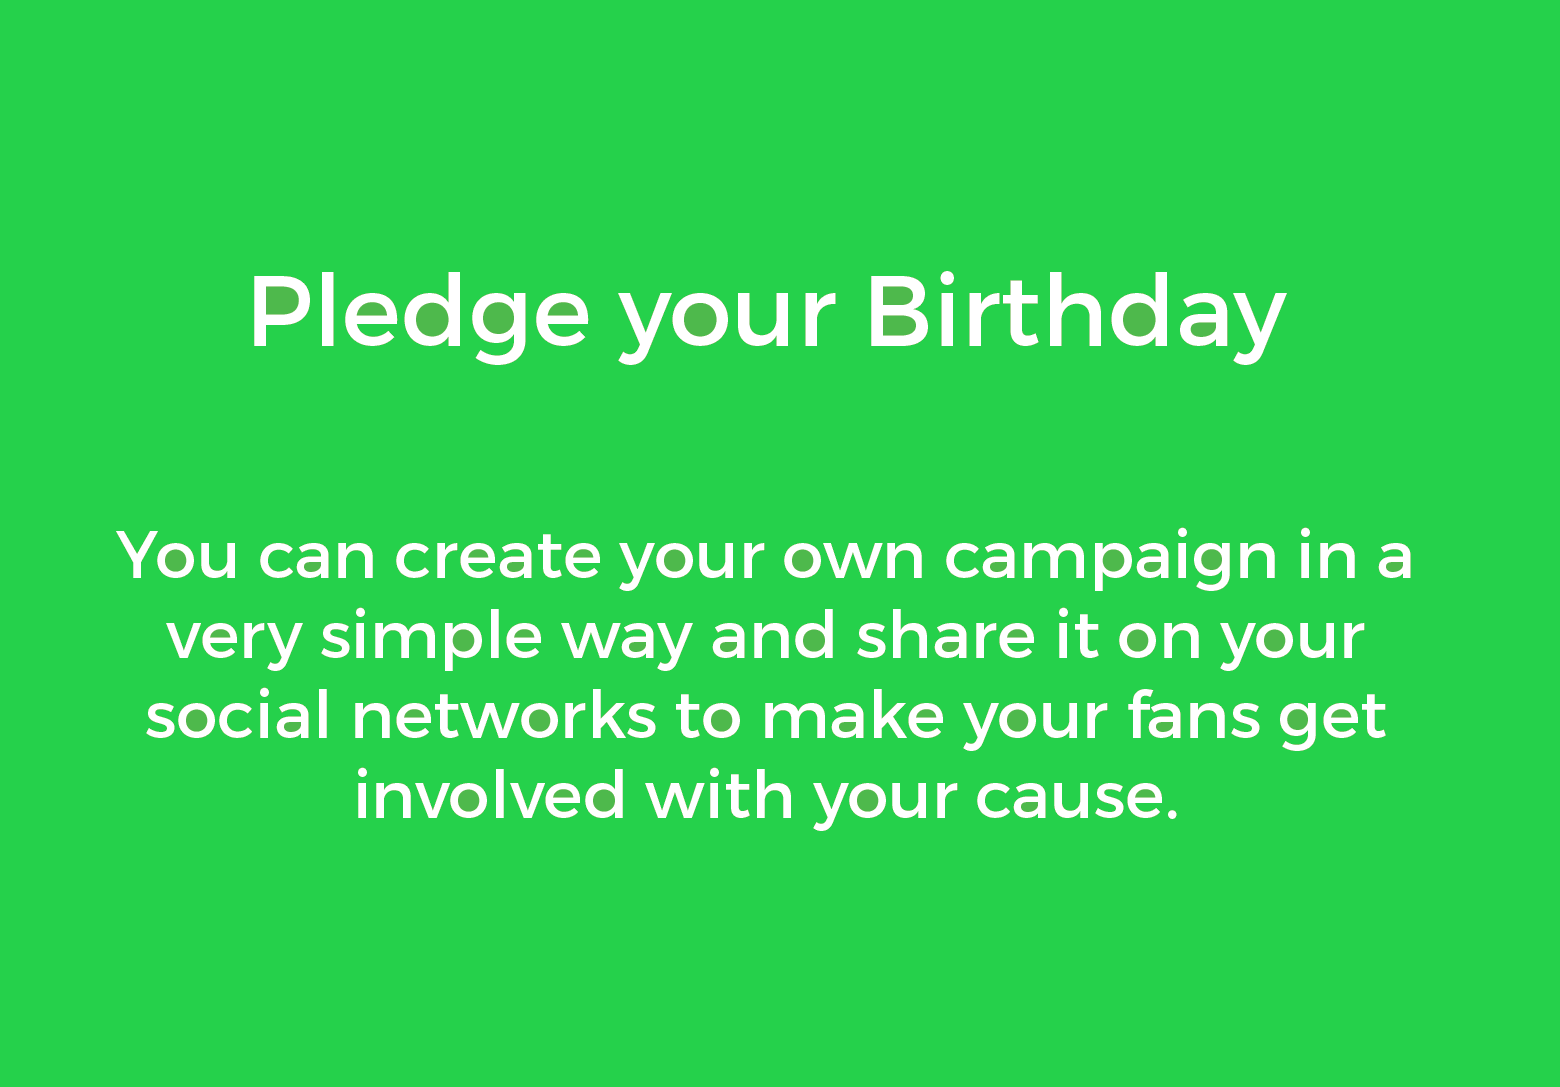 Pledge your Birthday
You can create your own campaign in a
very simple way and share it on your
social networks to make your fans get
involved with your cause.